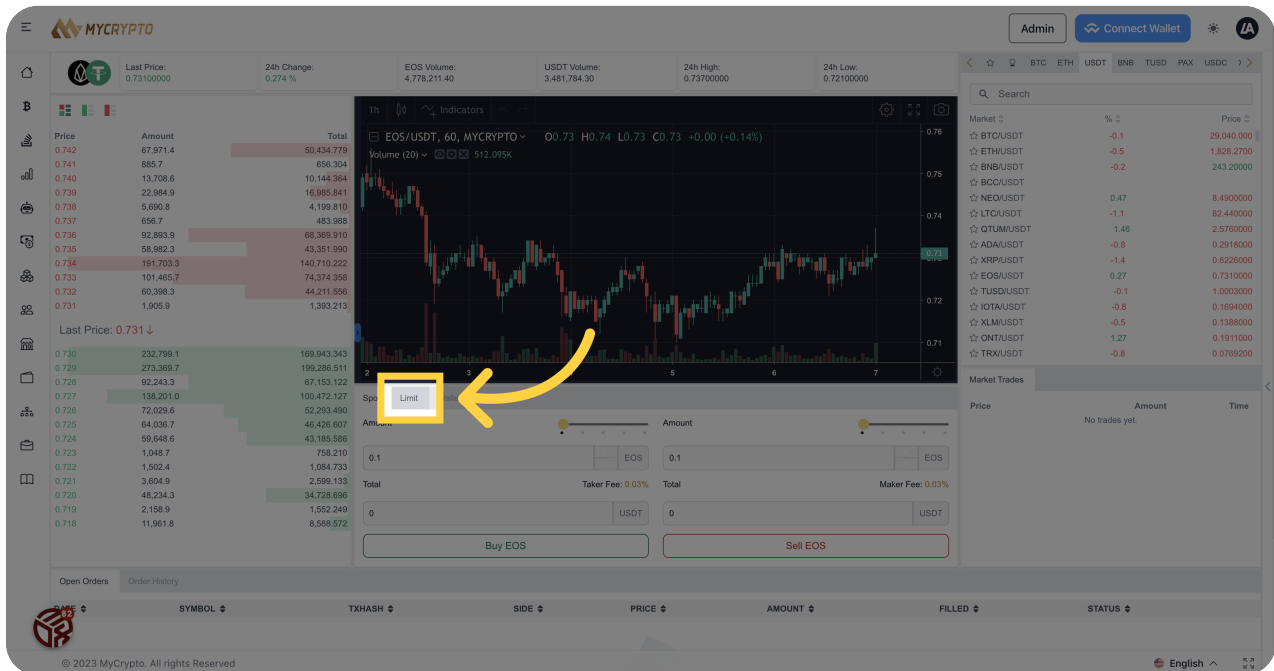 MYCRYPTO
Admin
Connect Wallet
Last Price:
0.73100000
24h Change:
0.274 %
EOS Volume:
4,778,211.40
USDT Volume:
3,481,784.30
24h High:
0.73700000
24h Low:
0.72100000
BTC ETH USDT BNB TUSD PAX USDC
Search
Market % Price
BTC/USDT -0.1 29,040.000
ETH/USDT -0.5 1,828.2700
BNB/USDT -0.2 243.20000
BCC/USDT
NEO/USDT 0.47 8.4900000
LTC/USDT -1.1 82.440000
QTUM/USDT 1.46 2.5760000
ADA/USDT -0.8 0.2918000
XRP/USDT -1.4 0.6226000
EOS/USDT 0.27 0.7310000
TUSD/USDT -0.1 1.0003000
IOTA/USDT -0.8 0.1694000
XLM/USDT -0.5 0.1388000
ONT/USDT 1.27 0.1911000
TRX/USDT -0.8 0.0769200
Price Amount Total
0.742 67,971.4 50,434.779
0.741 885.7 656.304
0.740 13,708.6 10,144.364
0.739 22,984.9 16,985.841
0.738 5,690.8 4,199.810
0.737 656.7 483.988
0.736 92,893.9 68,369.910
0.735 58,982.3 43,351.990
0.734 191,703.3 140,710.222
0.733 101,465.7 74,374.358
0.732 60,398.3 44,211.556
0.731 1,905.9 1,393.213
Last Price: 0.731↓
0.730 232,799.1 169,943.343
0.729 273,369.7 199,286.511
0.728 92,243.3 67,153.122
0.727 138,201.0 100,472.127
0.726 72,029.6 52,293.490
0.725 64,036.7 46,426.607
0.724 59,648.6 43,185.586
0.723 1,048.7 758.210
0.722 1,502.4 1,084.733
0.721 3,604.9 2,599.133
0.720 48,234.3 34,728.696
0.719 2,158.9 1,552.249
0.718 11,961.8 8,588.572
1h Indicators
EOS/USDT, 60, MYCRYPTO O0.73 H0.74 L0.73 C0.73 +0.00 (+0.14%)
Volume (20) 512.095K
0.76
0.75
0.74
0.73
0.72
0.71
2 3 5 6 7
Limit
Amount
0.1 EOS
Total Taker Fee: 0.03%
0 USDT
Buy EOS
Amount
0.1 EOS
Total Maker Fee: 0.03%
0 USDT
Sell EOS
Market Trades
Price Amount Time
No trades yet.
Open Orders Order History
DATE SYMBOL TXHASH SIDE PRICE AMOUNT FILLED STATUS
82
© 2023 MyCrypto. All rights Reserved
English